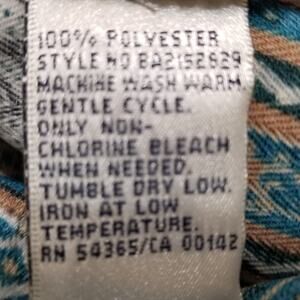 100% POLYESTER
STYLE NO BA2152629
MACHINE WASH WARM.
GENTLE CYCLE.
ONLY NON-
CHLORINE BLEACH
WHEN NEEDED.
TUMBLE DRY LOW.
IRON AT LOW
TEMPERATURE.
RN 54365/CA 00142